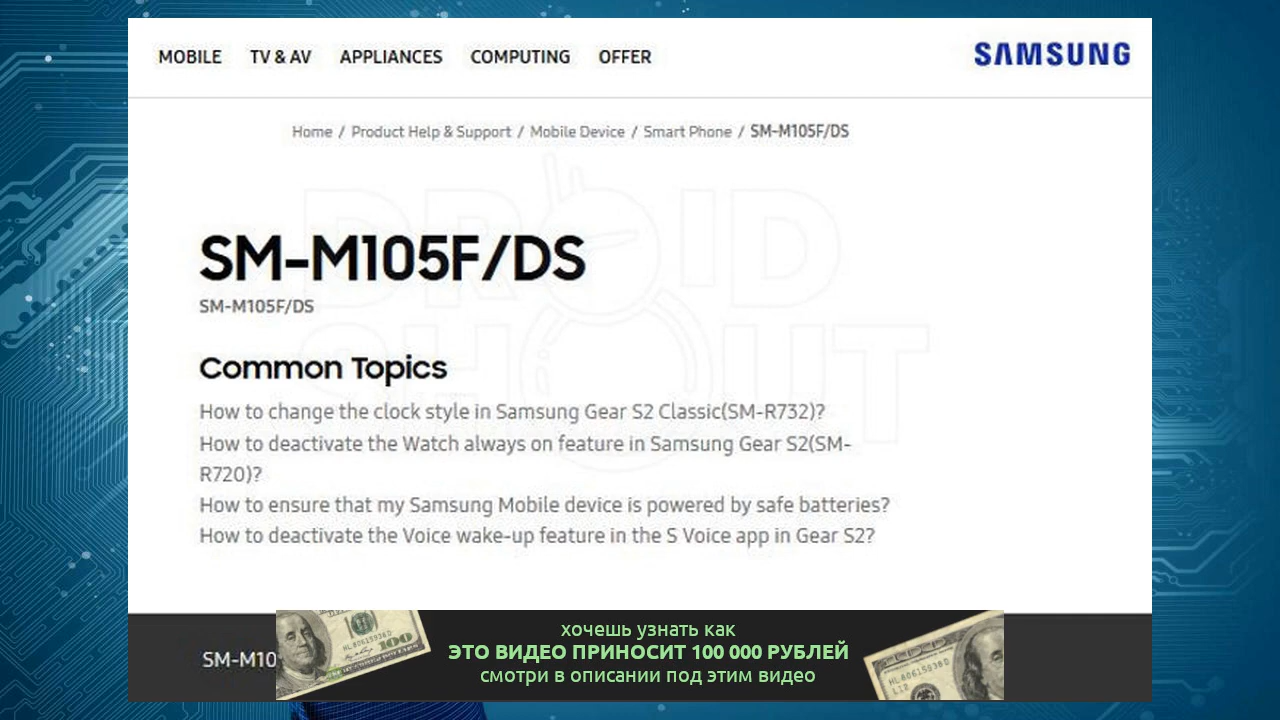 MOBILE TV & AV APPLIANCES COMPUTING OFFER SAMSUNG
Home / Product Help & Support / Mobile Device / Smart Phone / SM-M105F/DS
DROID
SHOUT
SM-M105F/DS
SM-M105F/DS
Common Topics
How to change the clock style in Samsung Gear S2 Classic(SM-R732)?
How to deactivate the Watch always on feature in Samsung Gear S2(SM-
R720)?
How to ensure that my Samsung Mobile device is powered by safe batteries?
How to deactivate the Voice wake-up feature in the S Voice app in Gear S2?
SM-M10
хочешь узнать как
ЭТО ВИДЕО ПРИНОСИТ 100 000 РУБЛЕЙ
смотри в описании под этим видео